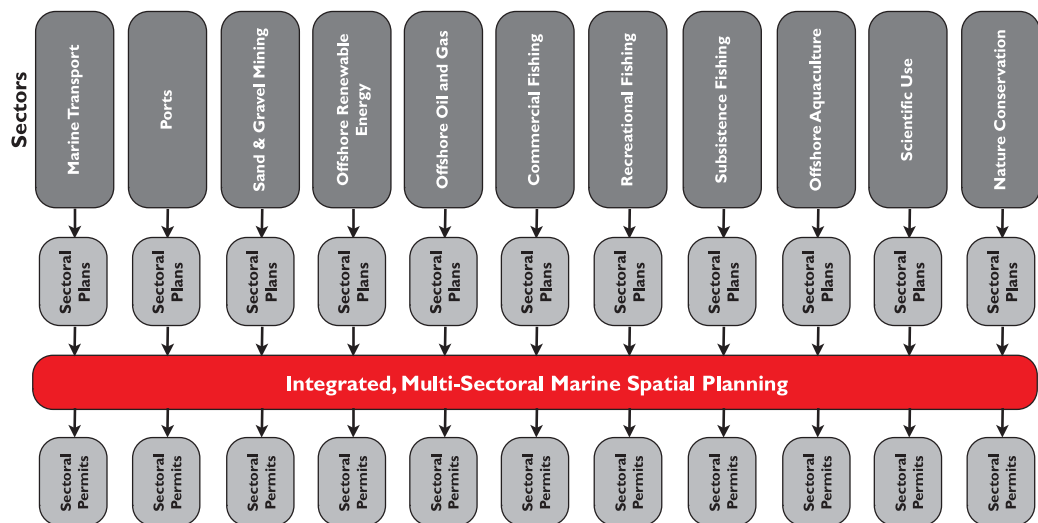 Sectors
Marine Transport
Ports
Sand & Gravel Mining
Offshore Renewable
Energy
Offshore Oil and Gas
Commercial Fishing
Recreational Fishing
Subsistence Fishing
Offshore Aquaculture
Scientific Use
Nature Conservation
Sectoral
Plans
Sectoral
Plans
Sectoral
Plans
Sectoral
Plans
Sectoral
Plans
Sectoral
Plans
Sectoral
Plans
Sectoral
Plans
Sectoral
Plans
Sectoral
Plans
Sectoral
Plans
Integrated, Multi-Sectoral Marine Spatial Planning
Sectoral
Permits
Sectoral
Permits
Sectoral
Permits
Sectoral
Permits
Sectoral
Permits
Sectoral
Permits
Sectoral
Permits
Sectoral
Permits
Sectoral
Permits
Sectoral
Permits
Sectoral
Permits